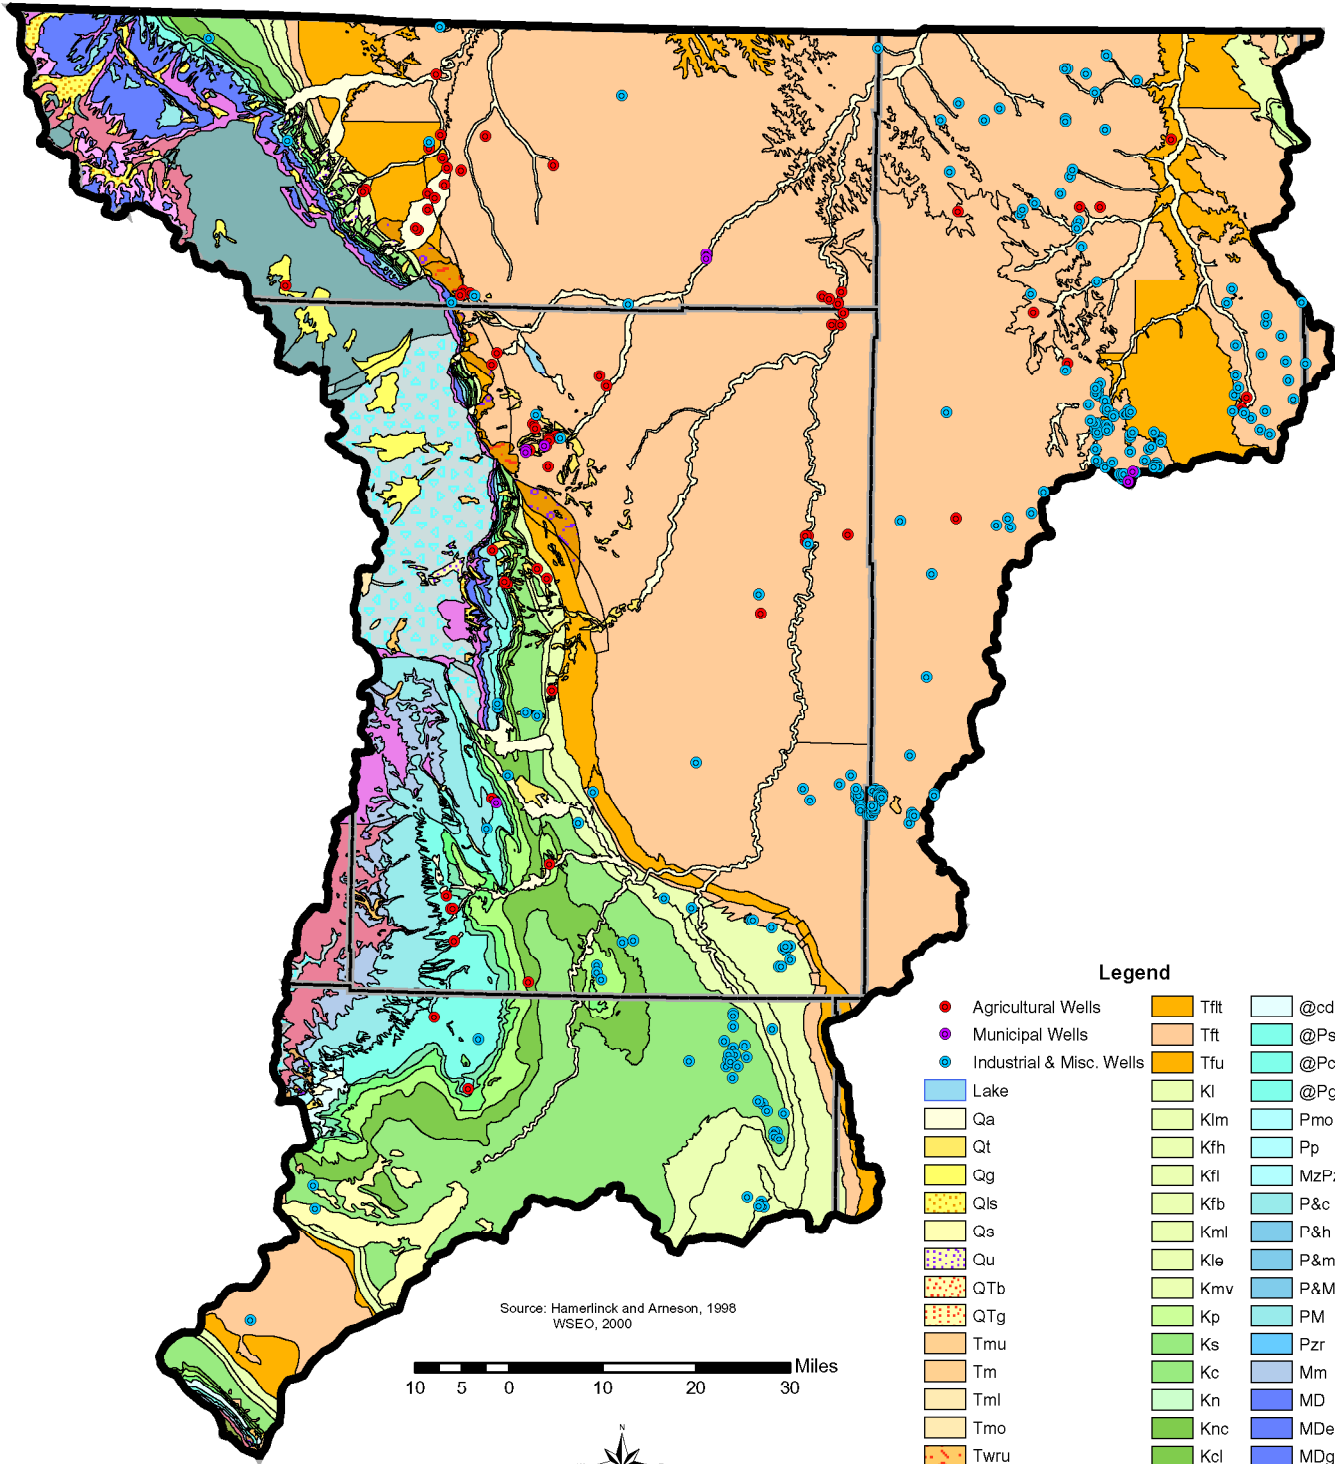 Legend
Agricultural Wells
Municipal Wells
Industrial & Misc. Wells
Lake
Qa
Qt
Qg
Qls
Qs
Qu
QTb
QTg
Tmu
Tm
Tml
Tmo
Twru
Tflt
Tft
Tfu
Kl
Klm
Kfh
Kfl
Kfb
Kml
Kle
Kmv
Kp
Ks
Kc
Kn
Knc
Kcl
@cd
@Ps
@Pc
@Pg
Pmo
Pp
MzPz
P&c
P&h
P&m
P&M
PM
Pzr
Mm
MD
MDe
MDg
Source: Hamerlinck and Arneson, 1998
WSEO, 2000
Miles
10 5 0 10 20 30
N